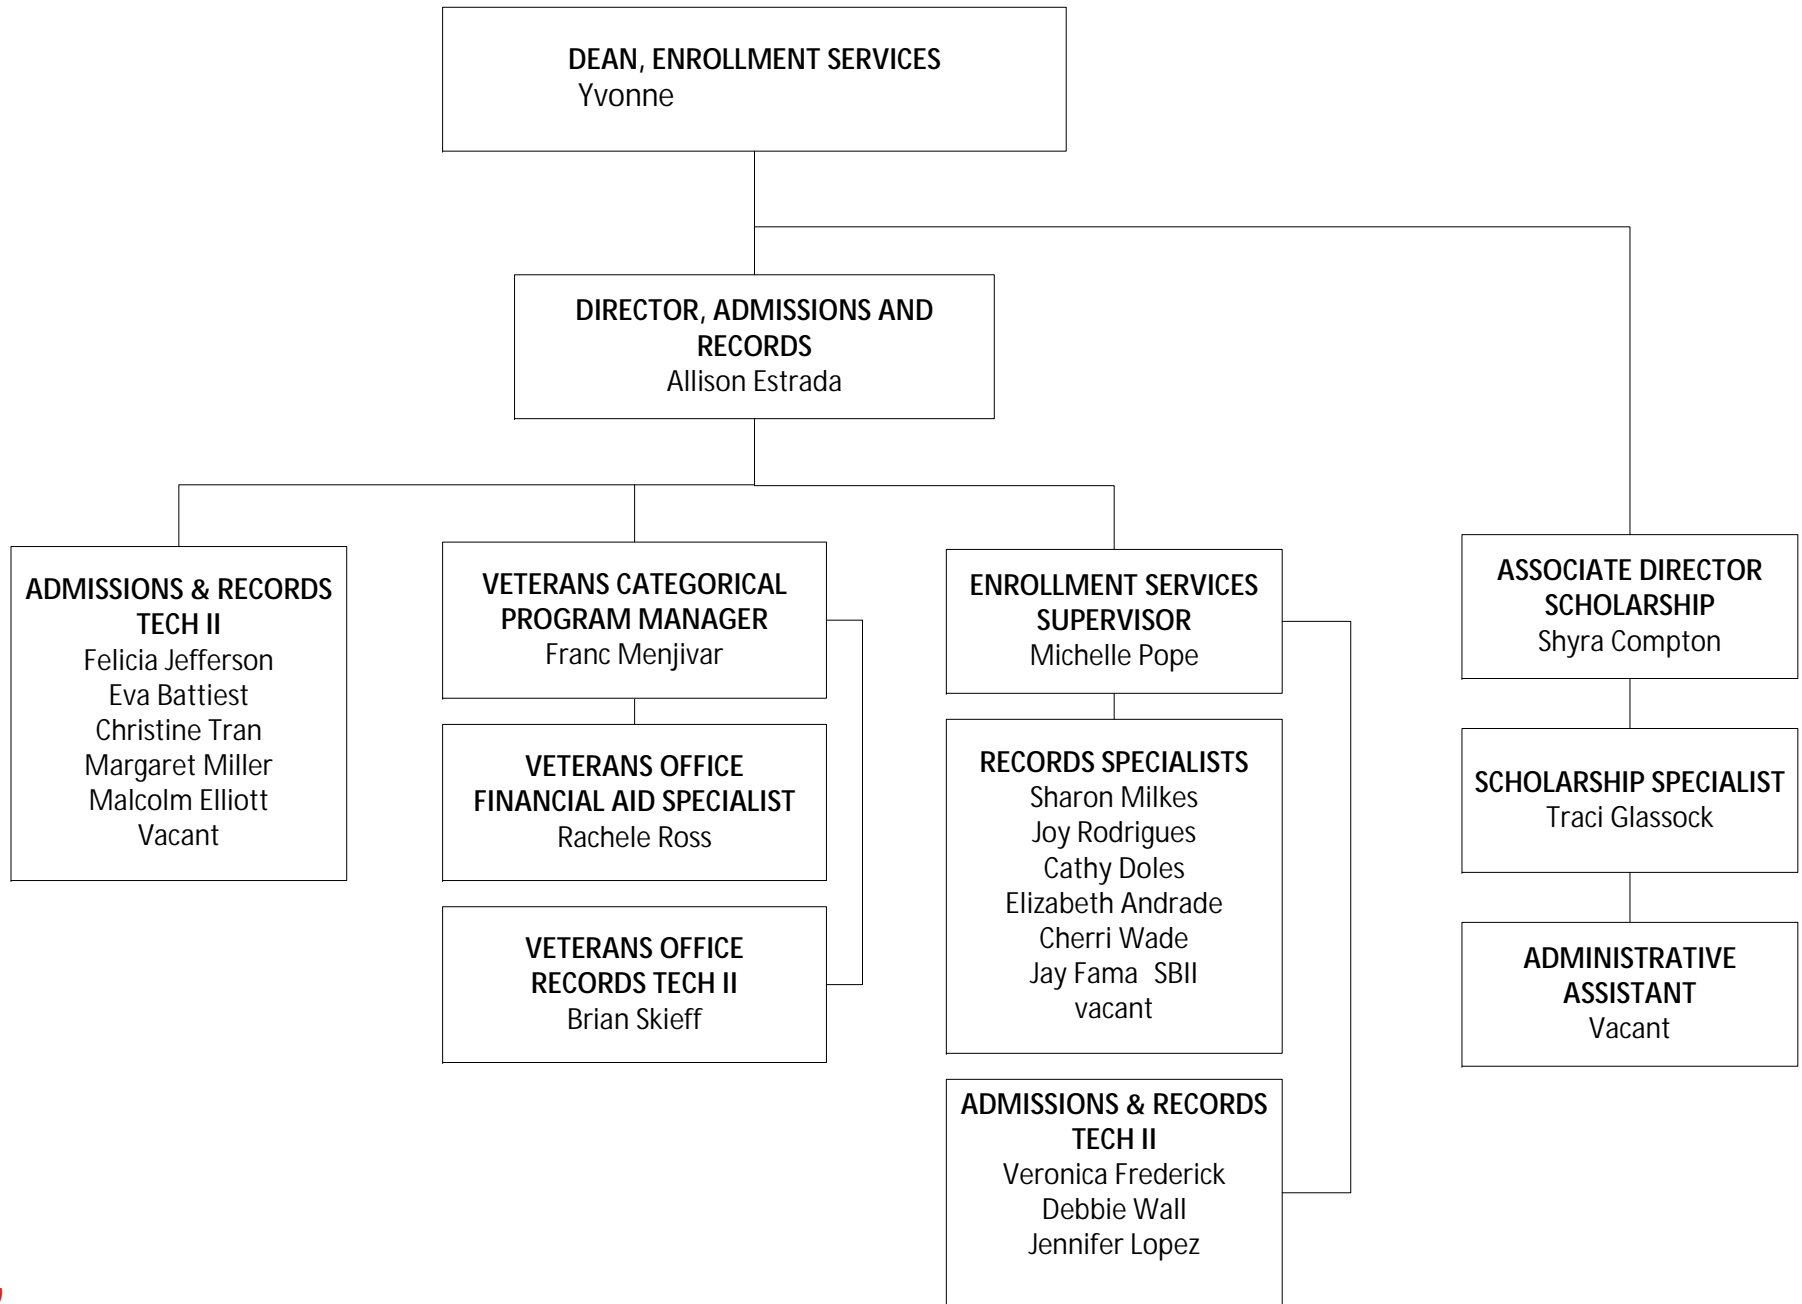 DEAN, ENROLLMENT SERVICES
Yvonne
DIRECTOR, ADMISSIONS AND
RECORDS
Allison Estrada
ADMISSIONS & RECORDS
TECH II
Felicia Jefferson
Eva Battiest
Christine Tran
Margaret Miller
Malcolm Elliott
Vacant
VETERANS CATEGORICAL
PROGRAM MANAGER
Franc Menjivar
VETERANS OFFICE
FINANCIAL AID SPECIALIST
Rachele Ross
VETERANS OFFICE
RECORDS TECH II
Brian Skieff
ENROLLMENT SERVICES
SUPERVISOR
Michelle Pope
RECORDS SPECIALISTS
Sharon Milkes
Joy Rodrigues
Cathy Doles
Elizabeth Andrade
Cherri Wade
Jay Fama SBII
vacant
ADMISSIONS & RECORDS
TECH II
Veronica Frederick
Debbie Wall
Jennifer Lopez
ASSOCIATE DIRECTOR
SCHOLARSHIP
Shyra Compton
SCHOLARSHIP SPECIALIST
Traci Glassock
ADMINISTRATIVE
ASSISTANT
Vacant